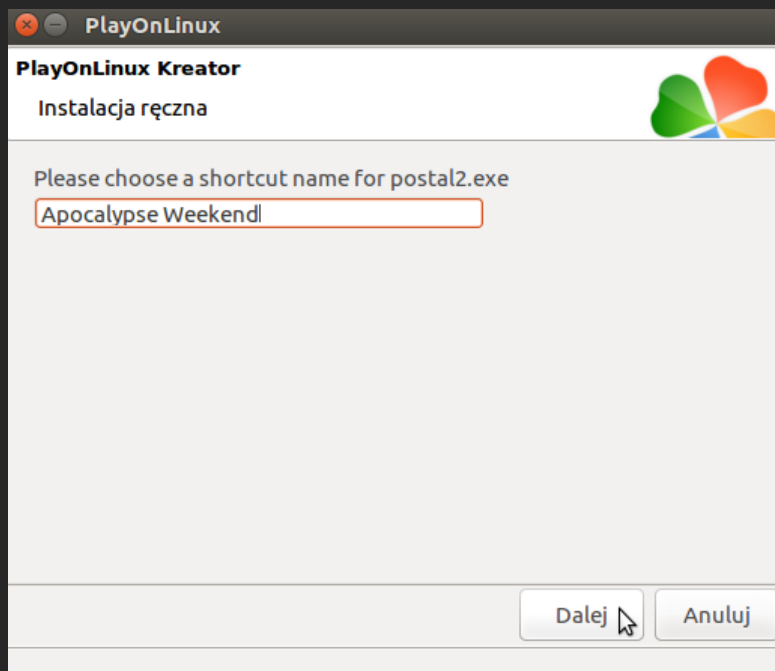 PlayOnLinux
PlayOnLinux Kreator
Instalacja ręczna
Please choose a shortcut name for postal2.exe
Apocalypse Weekend
Dalej
Anuluj